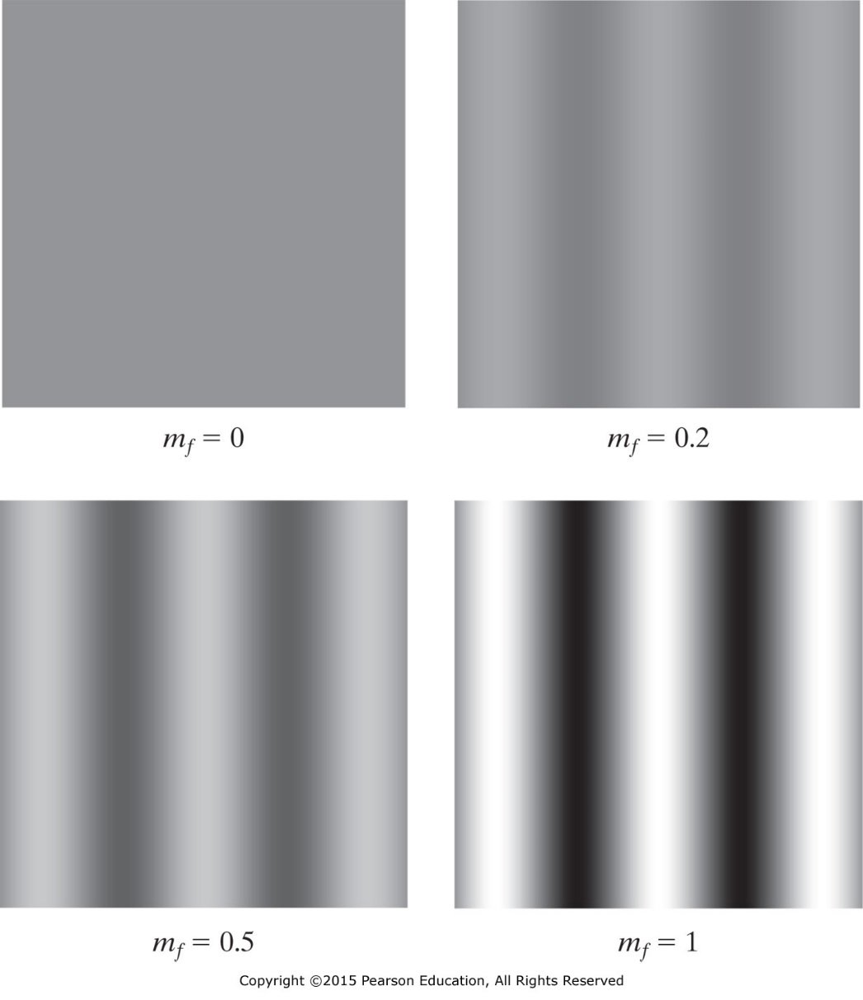 m_f = 0
m_f = 0.2
m_f = 0.5
m_f = 1
Copyright ©2015 Pearson Education, All Rights Reserved